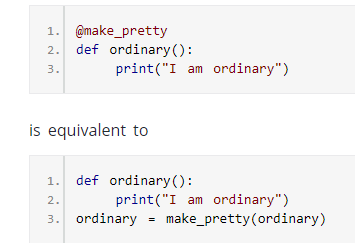 1. @make_pretty
2. def ordinary():
3.     print("I am ordinary")
is equivalent to
1. def ordinary():
2.     print("I am ordinary")
3. ordinary = make_pretty(ordinary)